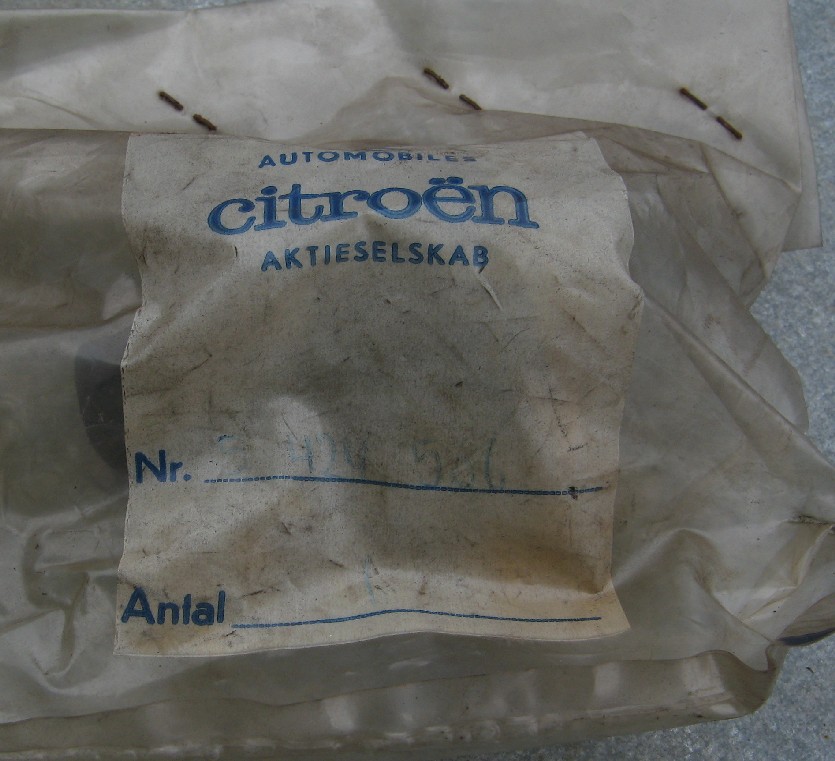 AUTOMOBILES
citroën
AKTIESELSKAB
Nr.
Antal